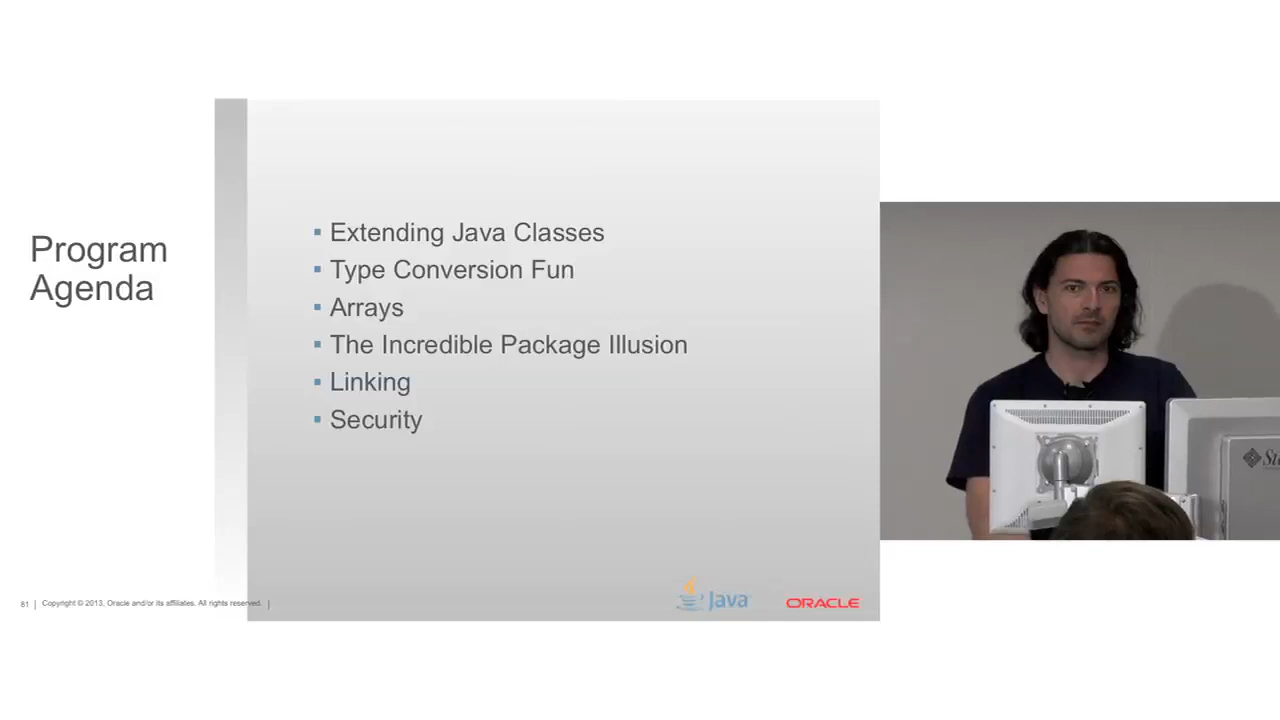 Program
Agenda
Extending Java Classes
Type Conversion Fun
Arrays
The Incredible Package Illusion
Linking
Security
61 | Copyright © 2013, Oracle and/or its affiliates. All rights reserved. |
Java
ORACLE